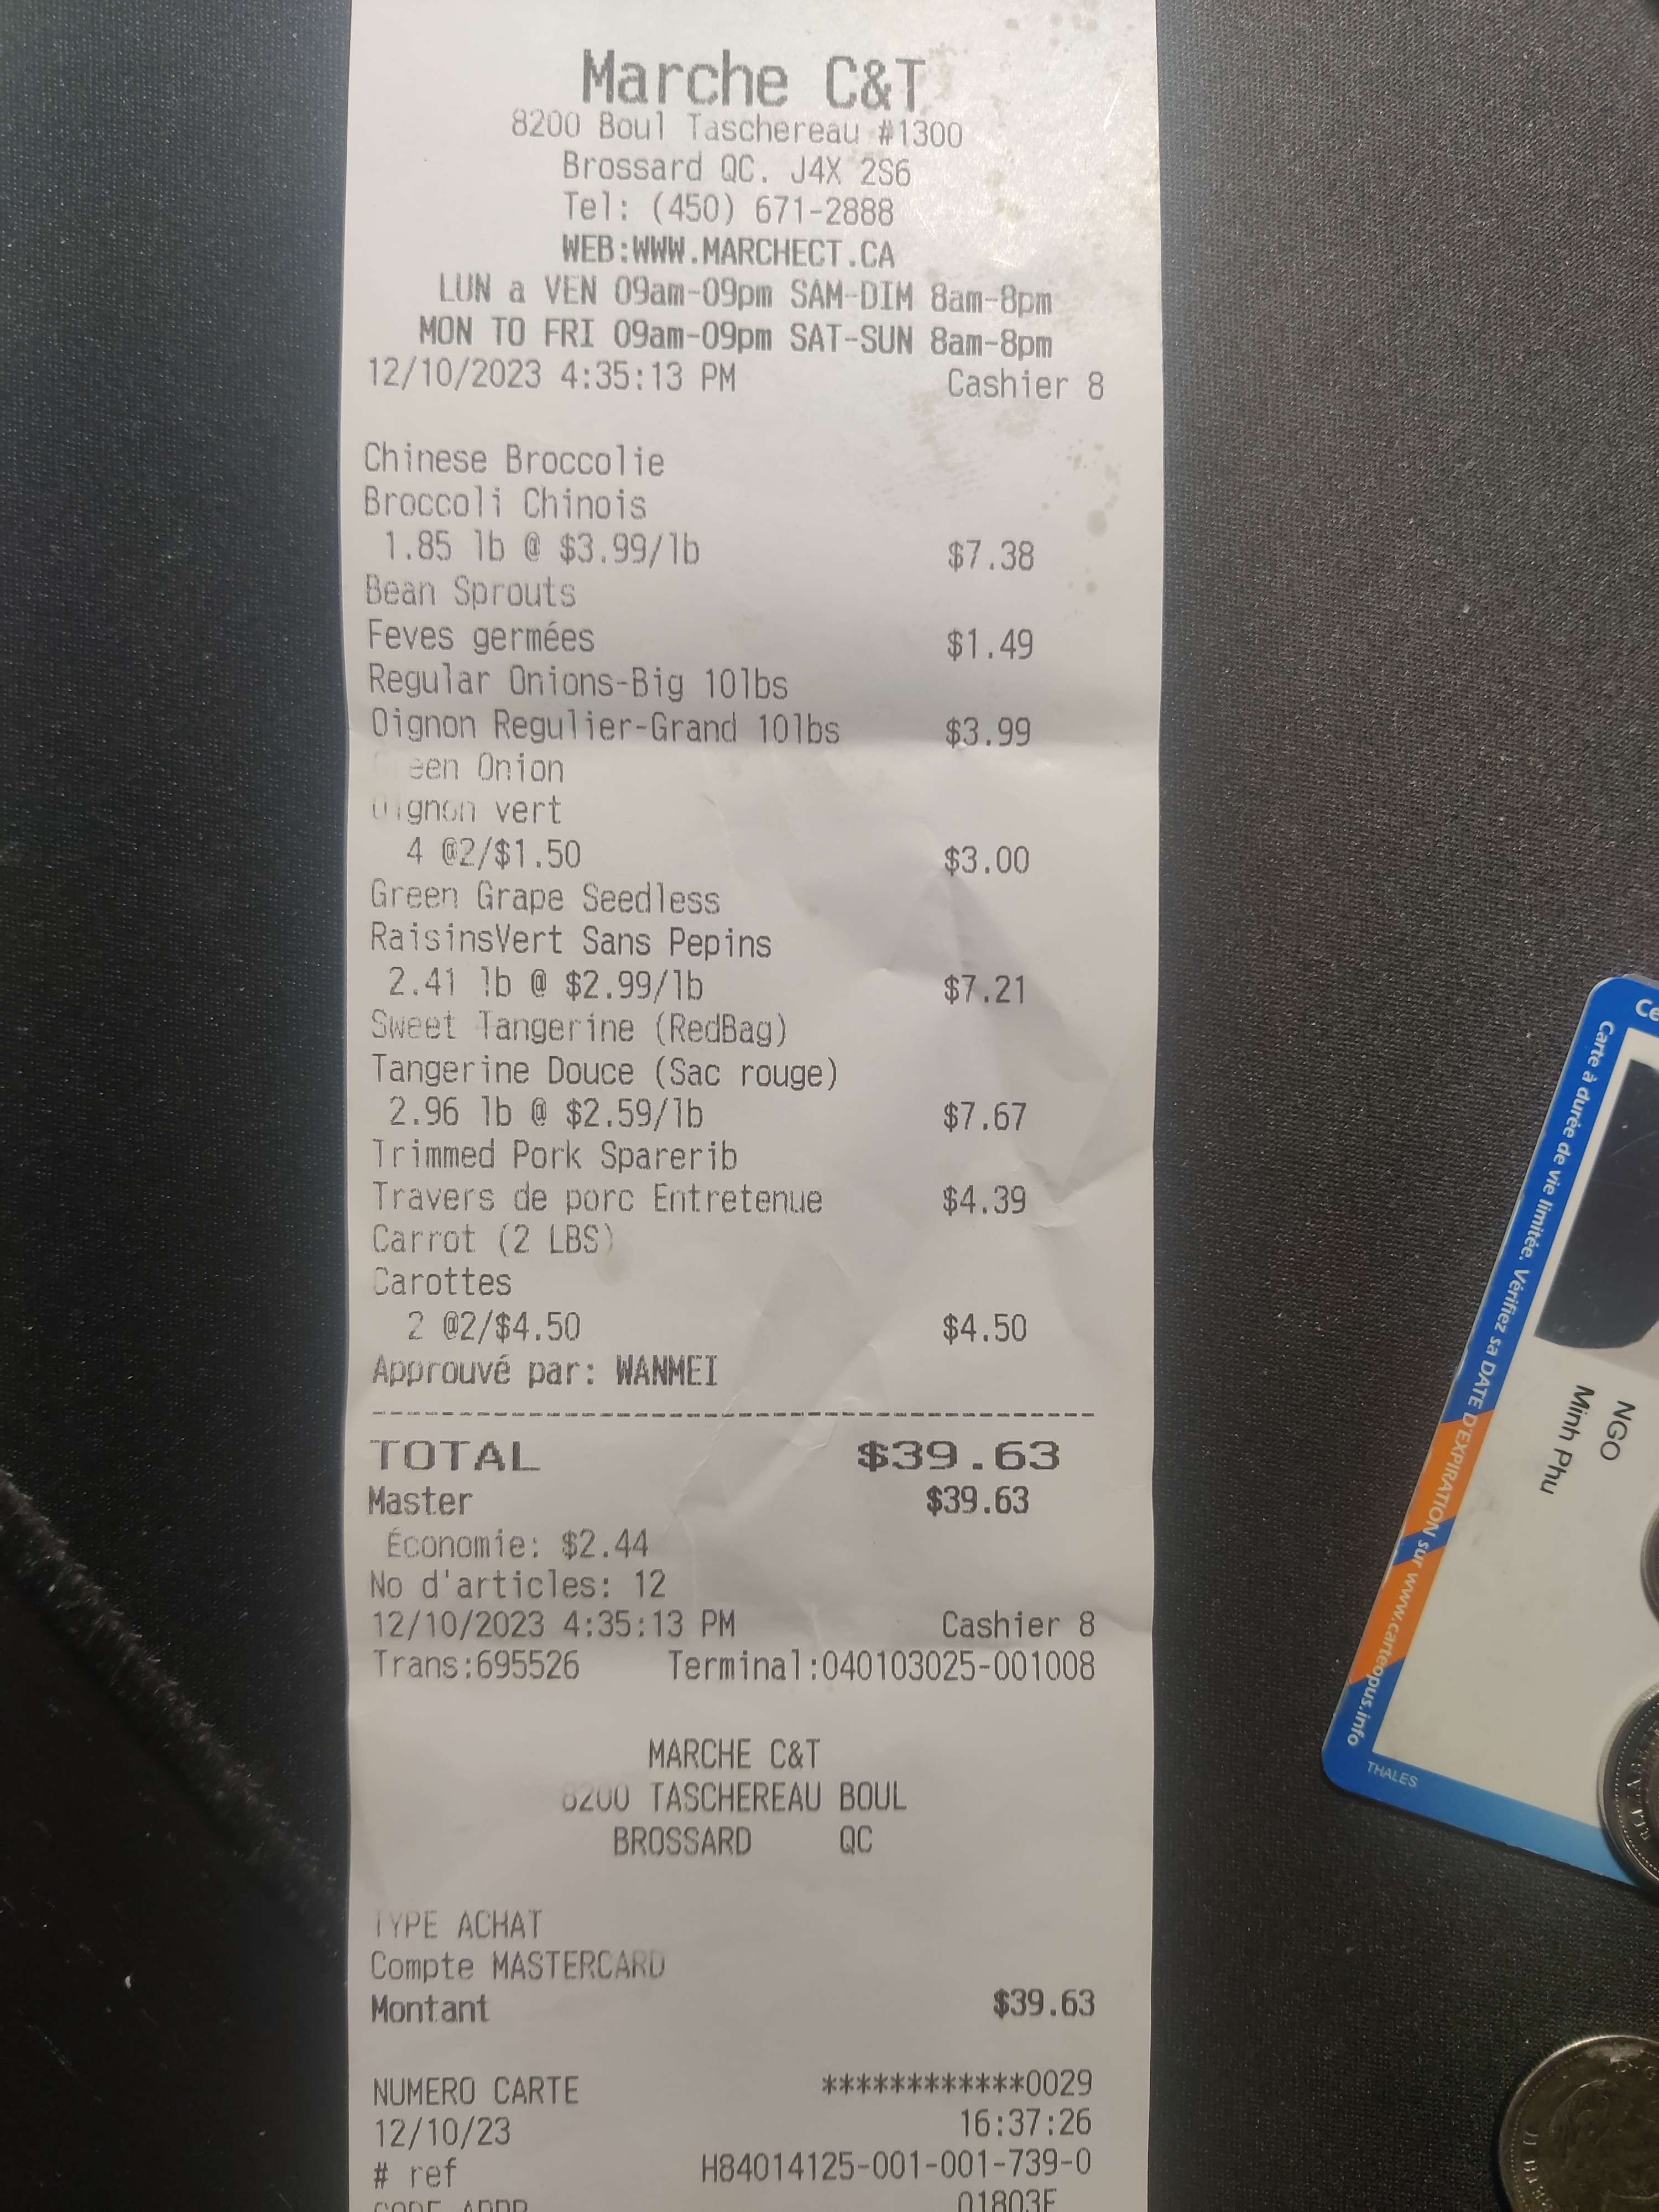 Marche C&T
8200 Boul Taschereau #1300
Brossard QC. J4X 2S6
Tel: (450) 671-2888
WEB:WWW.MARCHECT.CA
LUN a VEN 09am-09pm SAM-DIM 8am-8pm
MON TO FRI 09am-09pm SAT-SUN 8am-8pm
12/10/2023 4:35:13 PM Cashier 8
Chinese Broccolie
Broccoli Chinois
1.85 lb @ $3.99/lb $7.38
Bean Sprouts
Feves germées $1.49
Regular Onions-Big 10lbs
Oignon Regulier-Grand 10lbs $3.99
Green Onion
Oignon vert
4 @2/$1.50 $3.00
Green Grape Seedless
RaisinsVert Sans Pepins
2.41 lb @ $2.99/lb $7.21
Sweet Tangerine (RedBag)
Tangerine Douce (Sac rouge)
2.96 lb @ $2.59/lb $7.67
Trimmed Pork Sparerib
Travers de porc Entretenue $4.39
Carrot (2 LBS)
Carottes
2 @2/$4.50 $4.50
Approuvé par: WANMEI
TOTAL $39.63
Master $39.63
Économie: $2.44
No d'articles: 12
12/10/2023 4:35:13 PM Cashier 8
Trans:695526 Terminal:040103025-001008
MARCHE C&T
8200 TASCHEREAU BOUL
BROSSARD QC
TYPE ACHAT
Compte MASTERCARD
Montant $39.63
NUMERO CARTE ************0029
12/10/23 16:37:26
# ref H84014125-001-001-739-0
Carte à durée de vie limitée. Vérifiez sa DATE D'EXPIRATION sur www.carteopus.info
NGO
Minh Phu
THALES